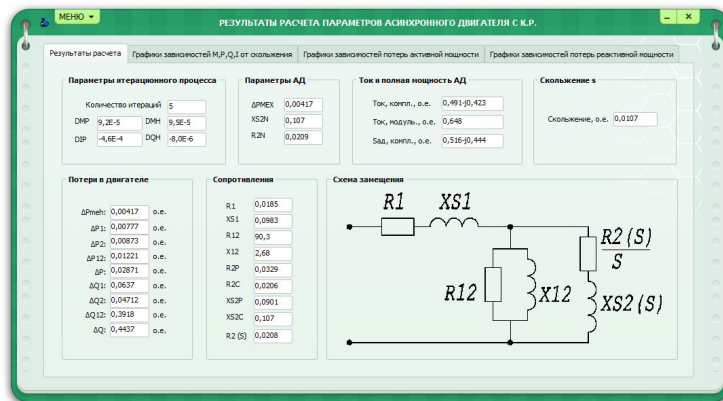 МЕНЮ
РЕЗУЛЬТАТЫ РАСЧЕТА ПАРАМЕТРОВ АСИНХРОННОГО ДВИГАТЕЛЯ С К.Р.
Результаты расчета
Графики зависимостей M,P,Q,I от скольжения
Графики зависимостей потерь активной мощности
Графики зависимостей потерь реактивной мощности
Параметры итерационного процесса
Количество итераций 5
DMP 9,2E-5 DMH 9,5E-5
DIP -4,6E-4 DQH -8,0E-6
Параметры АД
ΔPMEX 0,00417
XS2N 0,107
R2N 0,0209
Ток и полная мощность АД
Ток, компл., о.е. 0,491-j0,423
Ток, модуль., о.е. 0,648
Sад, компл., о.е. 0,516-j0,444
Скольжение s
Скольжение, о.е. 0,0107
Потери в двигателе
ΔPmeh: 0,00417 о.е.
ΔP1: 0,00777 о.е.
ΔP2: 0,00873 о.е.
ΔP12: 0,01221 о.е.
ΔP: 0,02871 о.е.
ΔQ1: 0,0637 о.е.
ΔQ2: 0,04712 о.е.
ΔQ12: 0,3918 о.е.
ΔQ: 0,4437 о.е.
Сопротивления
R1 0,0185
XS1 0,0983
R12 90,3
X12 2,68
R2P 0,0329
R2C 0,0206
XS2P 0,0901
XS2C 0,107
R2 (S) 0,0208
Схема замещения
R1 XS1
R2(S)
S
R12 X12 XS2(S)